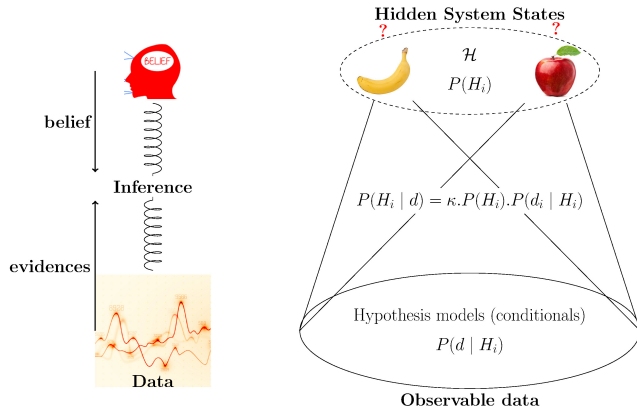 Hidden System States
?
?
BELIEF
ℋ
P(H_i)
belief
Inference
P(H_i | d) = κ.P(H_i).P(d_i | H_i)
evidences
Hypothesis models (conditionals)
P(d | H_i)
Data
Observable data